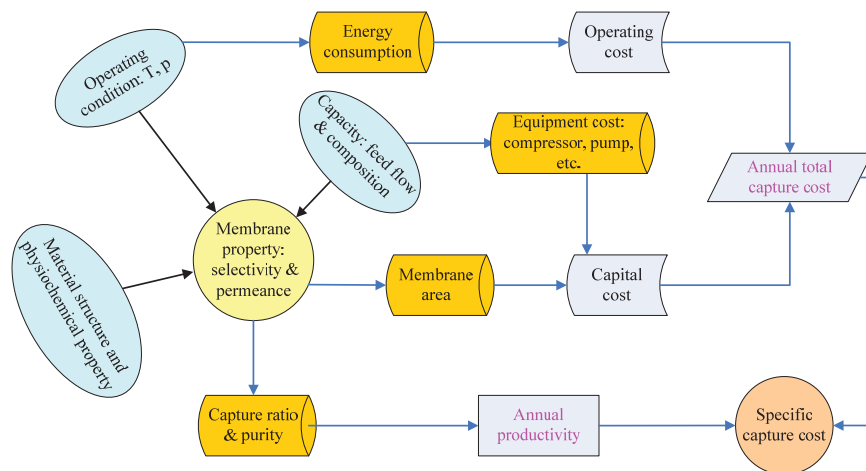 Operating
condition: T, p
Energy
consumption
Operating
cost
Capacity: feed flow
& composition
Equipment cost:
compressor, pump,
etc.
Annual total
capture cost
Material structure and
physiochemical property
Membrane
property:
selectivity &
permeance
Membrane
area
Capital
cost
Capture ratio
& purity
Annual
productivity
Specific
capture cost